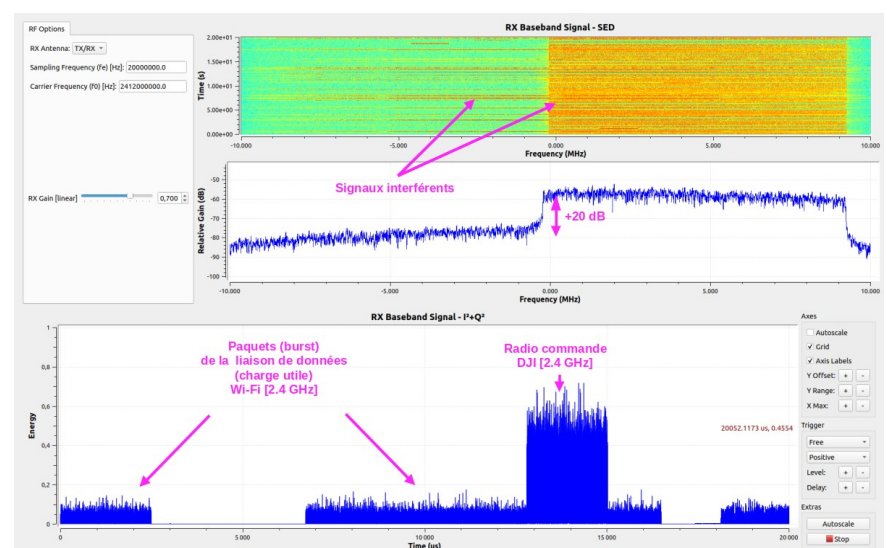 RF Options
RX Antenna: TX/RX
Sampling Frequency (fe) [Hz]: 20000000.0
Carrier Frequency (f0) [Hz]: 2412000000.0
RX Gain [linear] 0,700
RX Baseband Signal - SED
Time (s)
2.00e+01
1.50e+01
1.00e+01
5.00e+00
0.00e+00
-10.000 -5.000 0.000 5.000 10.000
Frequency (MHz)
Signaux interférents
Relative Gain (dB)
-50
-60
-70
-80
-90
-100
+20 dB
-10.000 -5.000 0.000 5.000 10.000
Frequency (MHz)
RX Baseband Signal - I²+Q²
Energy
1
0,8
0,6
0,4
0,2
0
Paquets (burst)
de la liaison de données
(charge utile)
Wi-Fi [2.4 GHz]
Radio commande
DJI [2.4 GHz]
20052.1173 us, 0.4554
0 5 000 10 000 15 000 20 000
Time (us)
Axes
Autoscale
Grid
Axis Labels
Y Offset: + -
Y Range: + -
X Max: + -
Trigger
Free
Positive
Level: + -
Delay: + -
Extras
Autoscale
Stop